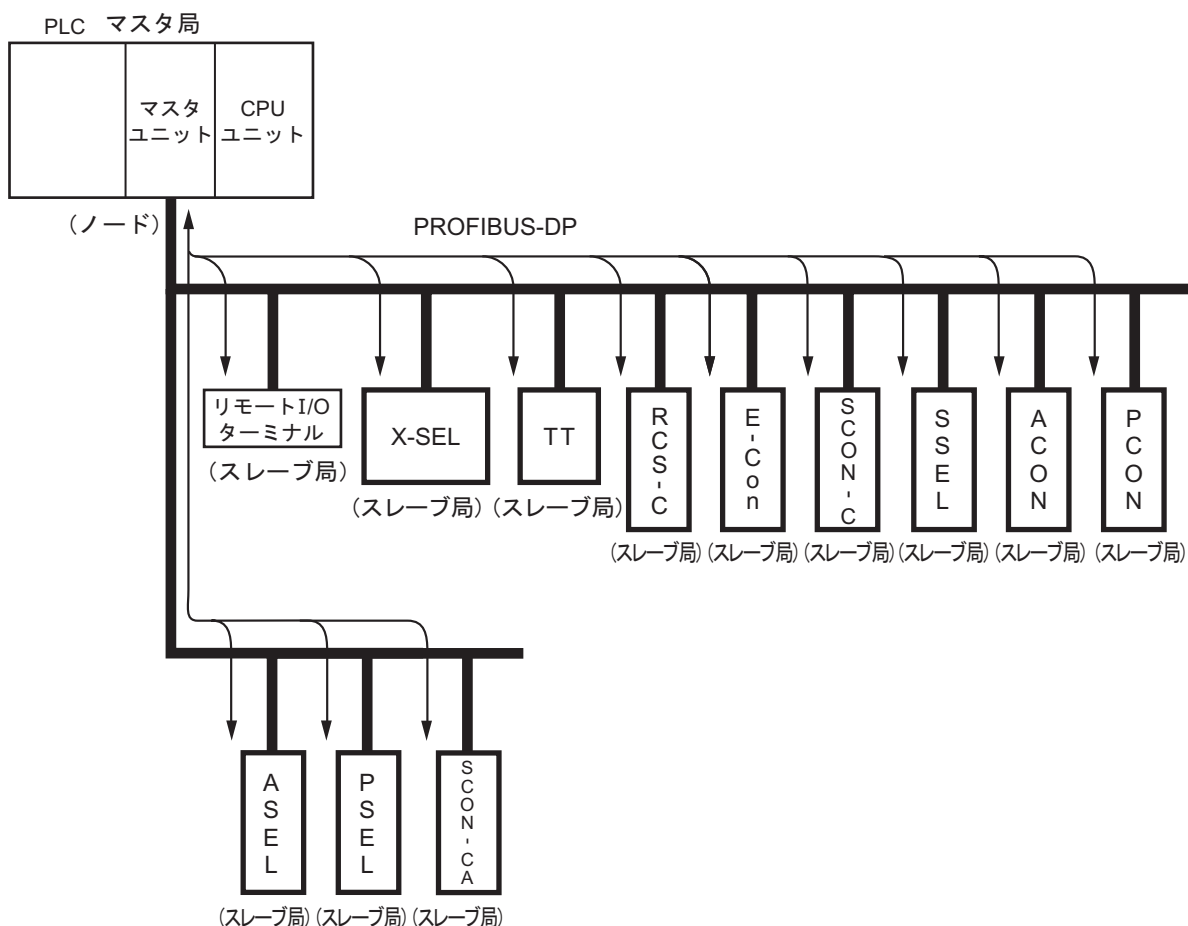 PLC マスタ局
マスタ
ユニット
CPU
ユニット
(ノード)
PROFIBUS-DP
リモートI/O
ターミナル
(スレーブ局)
X-SEL
(スレーブ局)
TT
(スレーブ局)
RCS-C
(スレーブ局)
E-Con
(スレーブ局)
SCON-C
(スレーブ局)
SSEL
(スレーブ局)
ACON
(スレーブ局)
PCON
(スレーブ局)
ASEL
(スレーブ局)
PSEL
(スレーブ局)
SCON-CA
(スレーブ局)